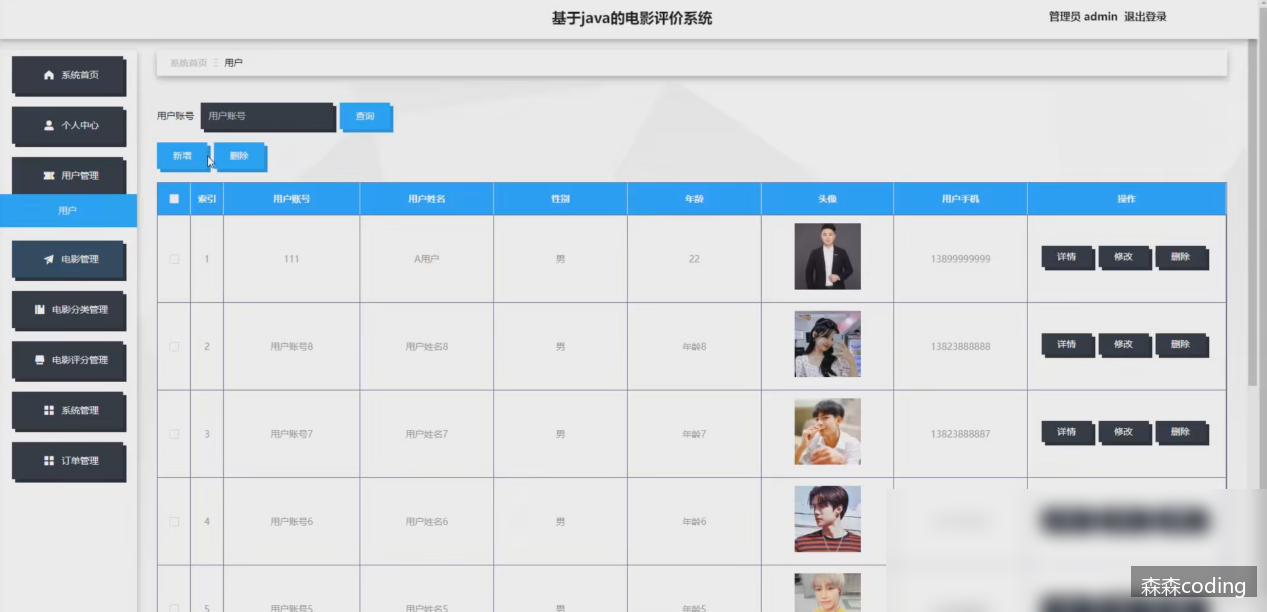 基于java的电影评价系统
管理员 admin 退出登录
系统首页
个人中心
用户管理
用户
电影管理
电影分类管理
电影评分管理
系统管理
订单管理
系统首页 用户
用户账号 用户账号 查询
新增 删除
索引 用户账号 用户姓名 性别 年龄 头像 用户手机 操作
1 111 A用户 男 22 13899999999 详情 修改 删除
2 用户账号8 用户姓名8 男 年龄8 13823888888 详情 修改 删除
3 用户账号7 用户姓名7 男 年龄7 13823888887 详情 修改 删除
4 用户账号6 用户姓名6 男 年龄6
5 用户账号5 用户姓名5 男 年龄5
森森coding